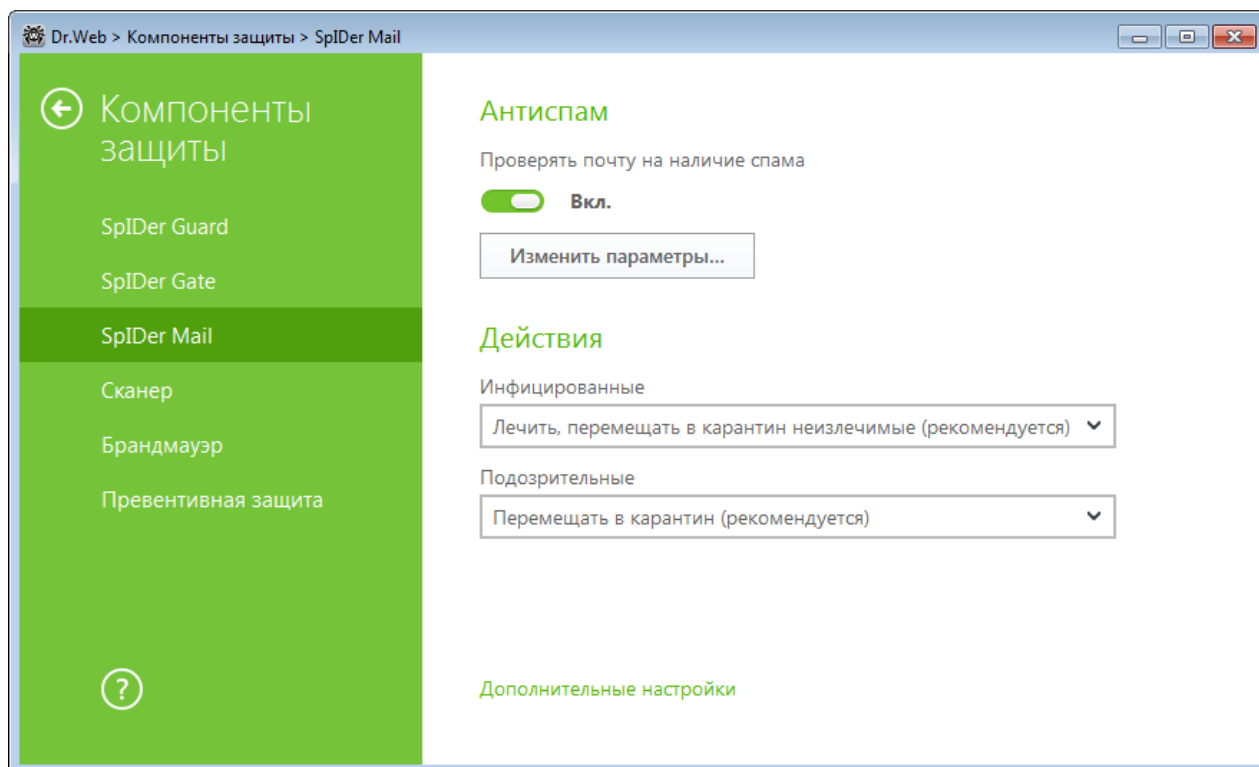 Dr.Web > Компоненты защиты > SpIDer Mail
Компоненты
защиты
SpIDer Guard
SpIDer Gate
SpIDer Mail
Сканер
Брандмауэр
Превентивная защита
?
Антиспам
Проверять почту на наличие спама
Вкл.
Изменить параметры...
Действия
Инфицированные
Лечить, перемещать в карантин неизлечимые (рекомендуется)
Подозрительные
Перемещать в карантин (рекомендуется)
Дополнительные настройки